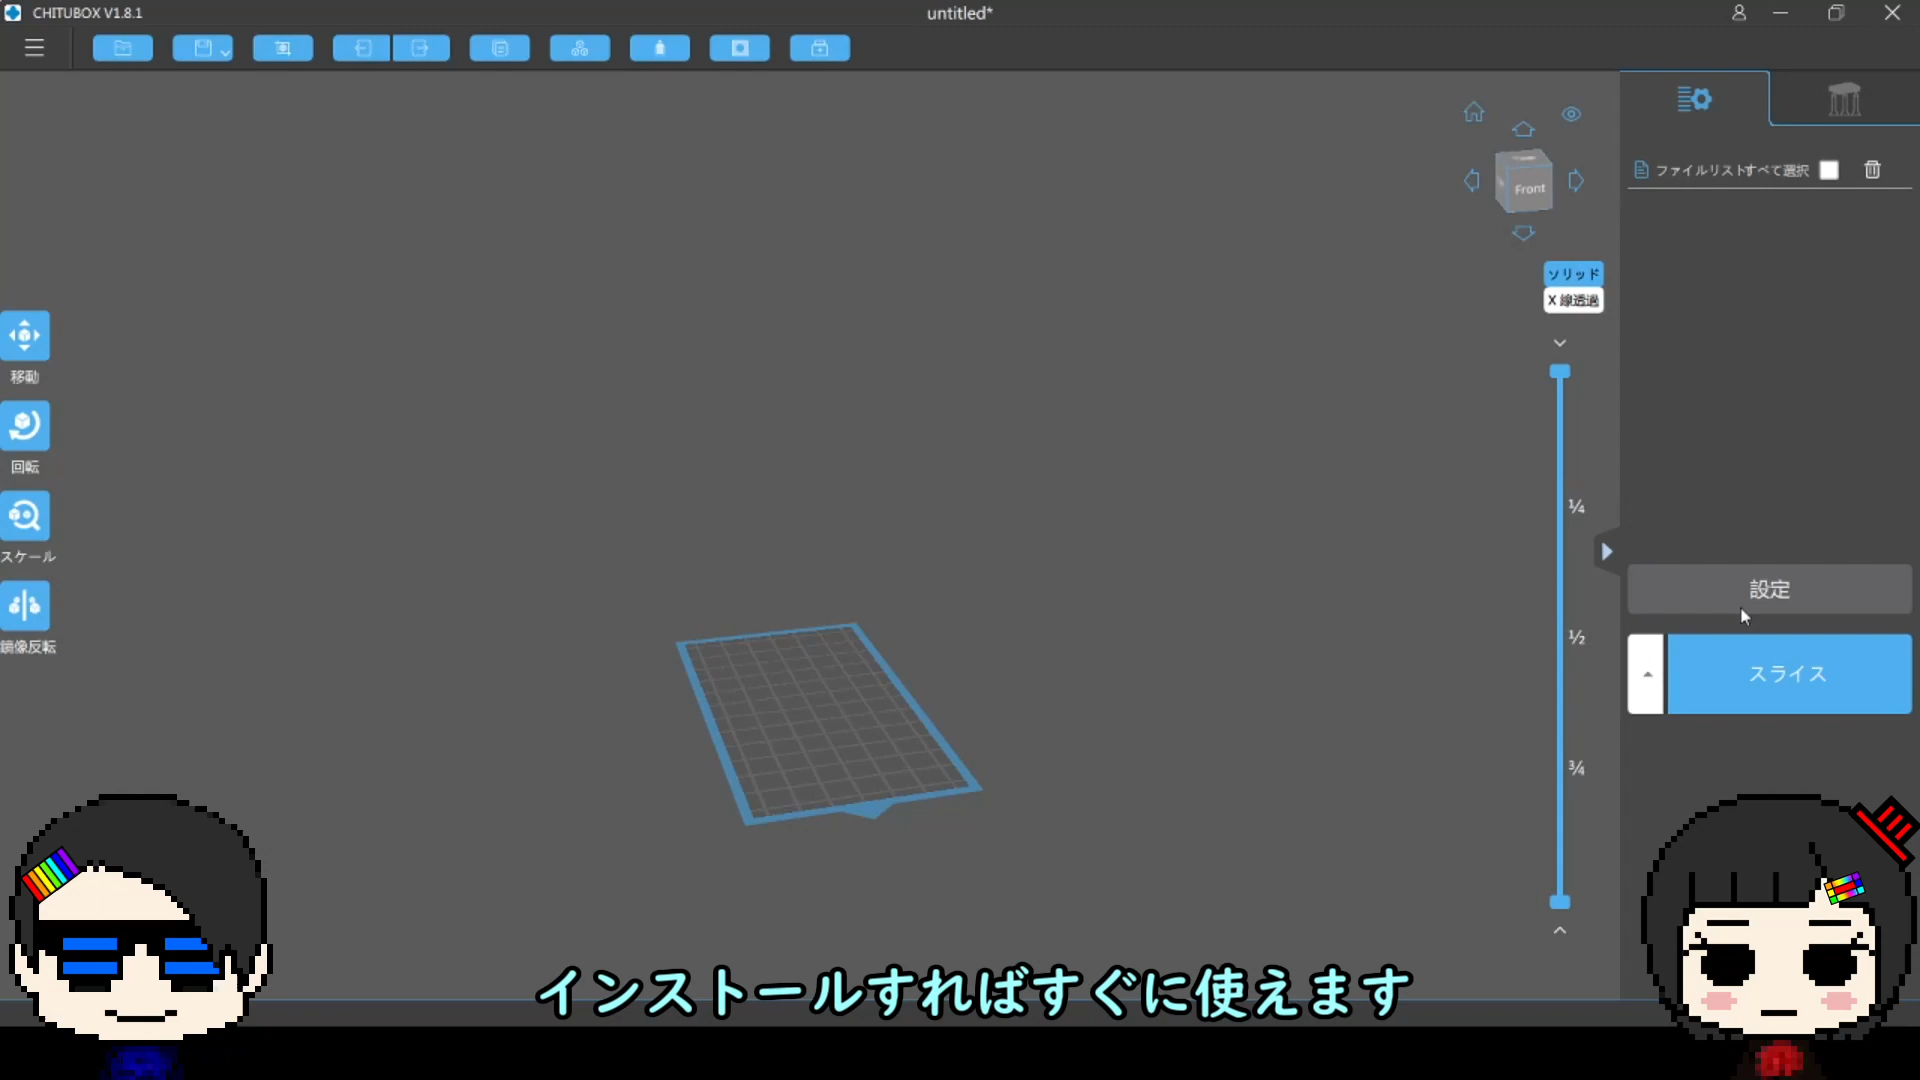 CHITUBOX V1.8.1
untitled*
ファイルリストすべて選択
Front
ソリッド
X 線透過
移動
回転
スケール
鏡像反転
¼
½
¾
設定
スライス
インストールすればすぐに使えます